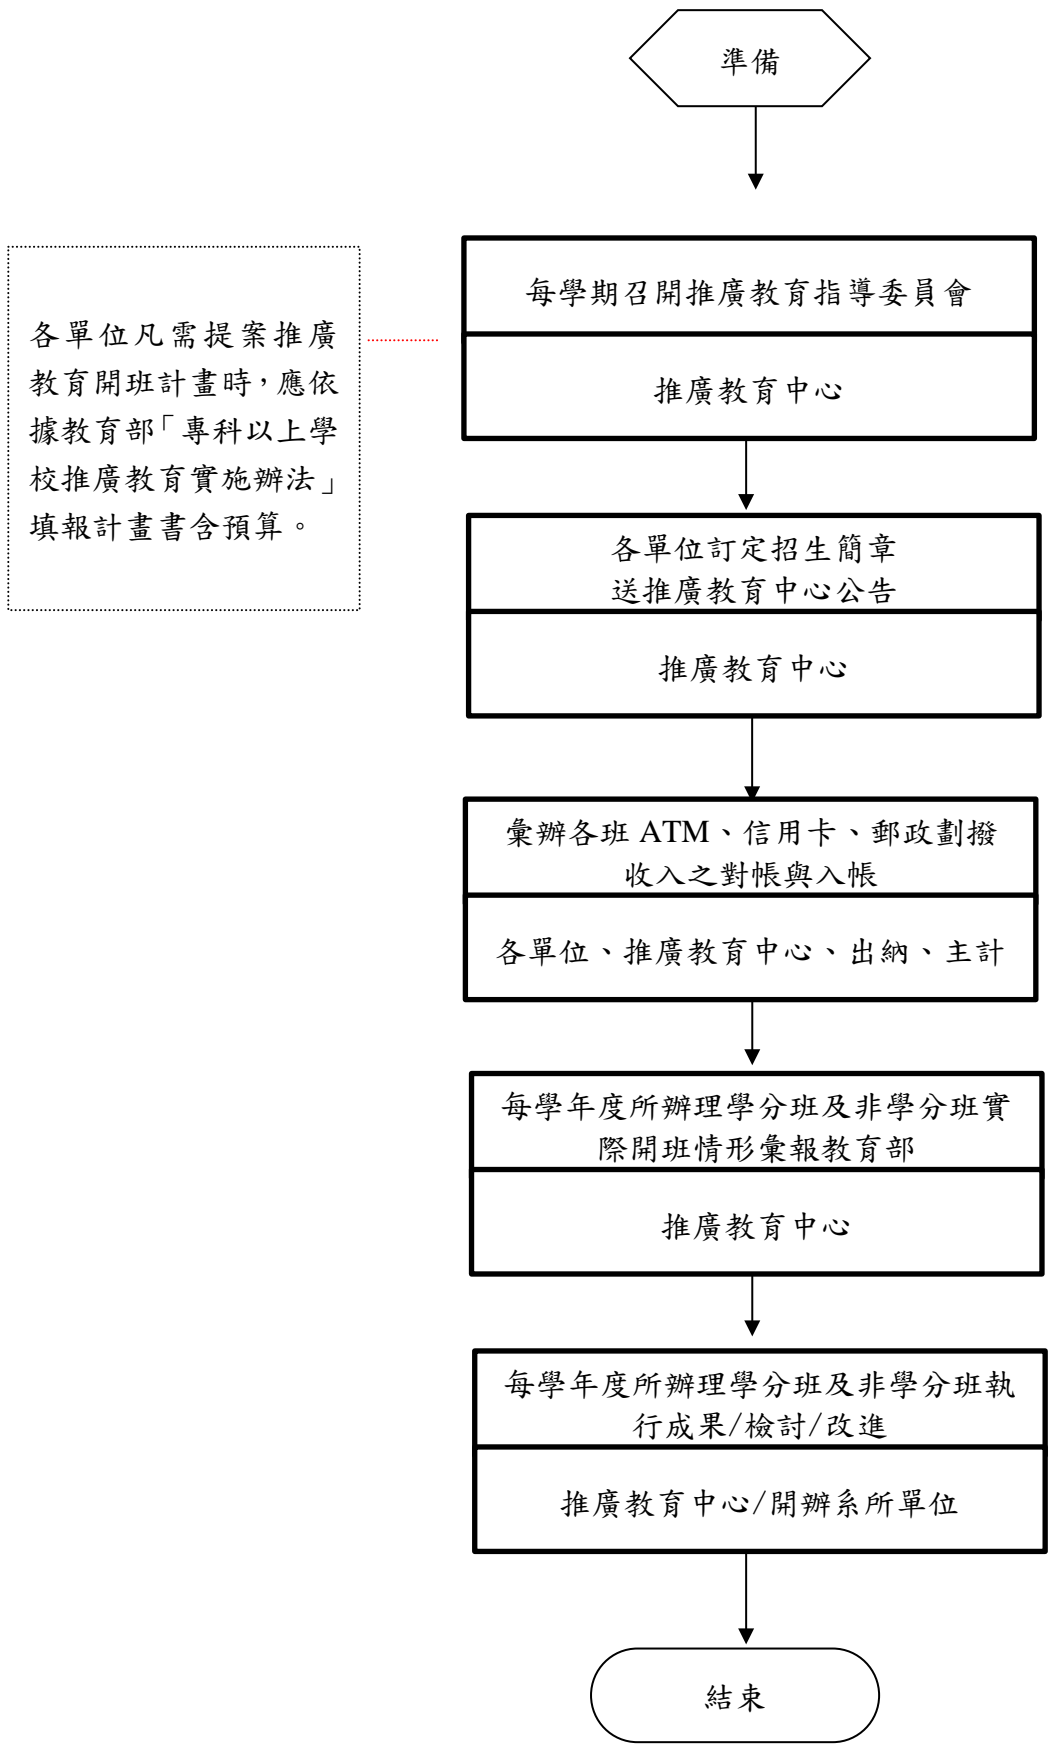 準備
每學期召開推廣教育指導委員會
推廣教育中心
各單位凡需提案推廣
教育開班計畫時，應依
據教育部「專科以上學
校推廣教育實施辦法」
填報計畫書含預算。
各單位訂定招生簡章
送推廣教育中心公告
推廣教育中心
彙辦各班 ATM、信用卡、郵政劃撥
收入之對帳與入帳
各單位、推廣教育中心、出納、主計
每學年度所辦理學分班及非學分班實
際開班情形彙報教育部
推廣教育中心
每學年度所辦理學分班及非學分班執
行成果/檢討/改進
推廣教育中心/開辦系所單位
結束